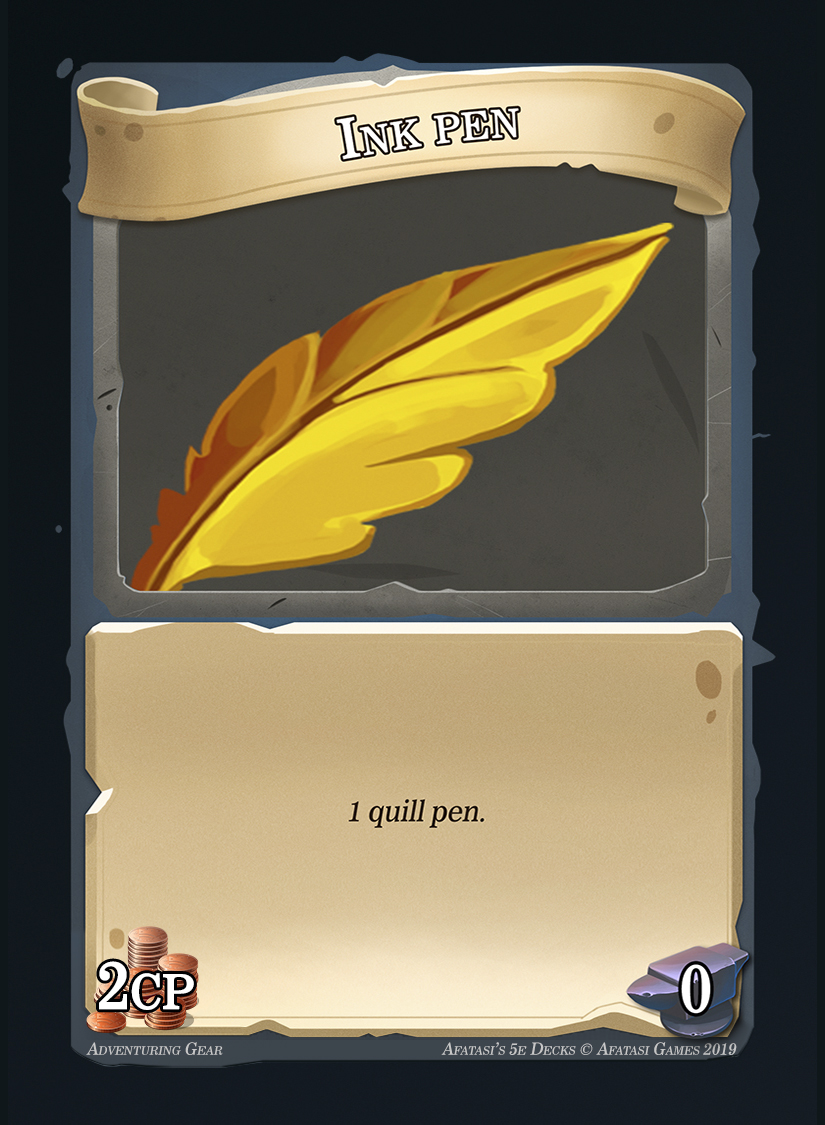 Ink pen
1 quill pen.
2CP
0
Adventuring Gear
Afatasi's 5e Decks © Afatasi Games 2019